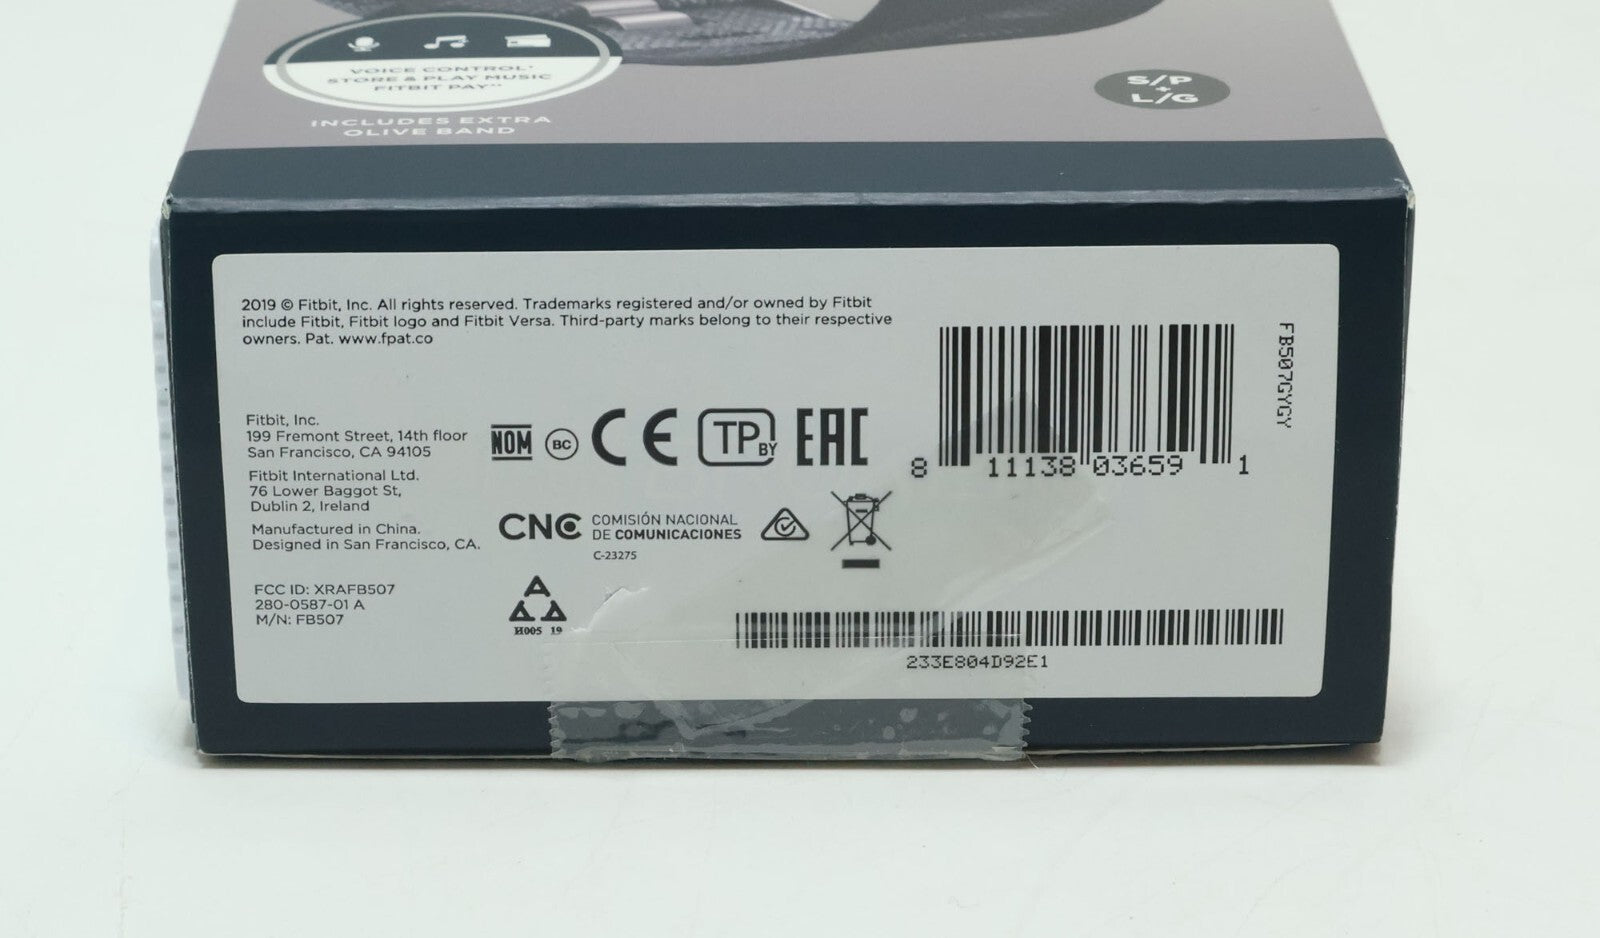 VOICE CONTROL*
STORE & PLAY MUSIC
FITBIT PAY**
INCLUDES EXTRA
OLIVE BAND
S/P
+
L/G
2019 © Fitbit, Inc. All rights reserved. Trademarks registered and/or owned by Fitbit
include Fitbit, Fitbit logo and Fitbit Versa. Third-party marks belong to their respective
owners. Pat. www.fpat.co
Fitbit, Inc.
199 Fremont Street, 14th floor
San Francisco, CA 94105
Fitbit International Ltd.
76 Lower Baggot St,
Dublin 2, Ireland
Manufactured in China.
Designed in San Francisco, CA.
FCC ID: XRAFB507
280-0587-01 A
M/N: FB507
NOM BC CE TP BY EAC
CNC COMISIÓN NACIONAL
DE COMUNICACIONES
C-23275
И005 19
8 11138 03659 1
FB507GYGY
233E804D92E1